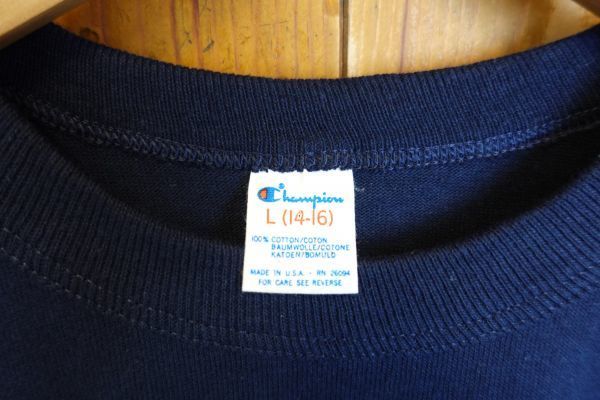 Champion
L (14-16)
100% COTTON/COTON
BAUMWOLLE/COTONE
KATOEN/BOMULD
MADE IN U.S.A. - RN 26094
FOR CARE SEE REVERSE